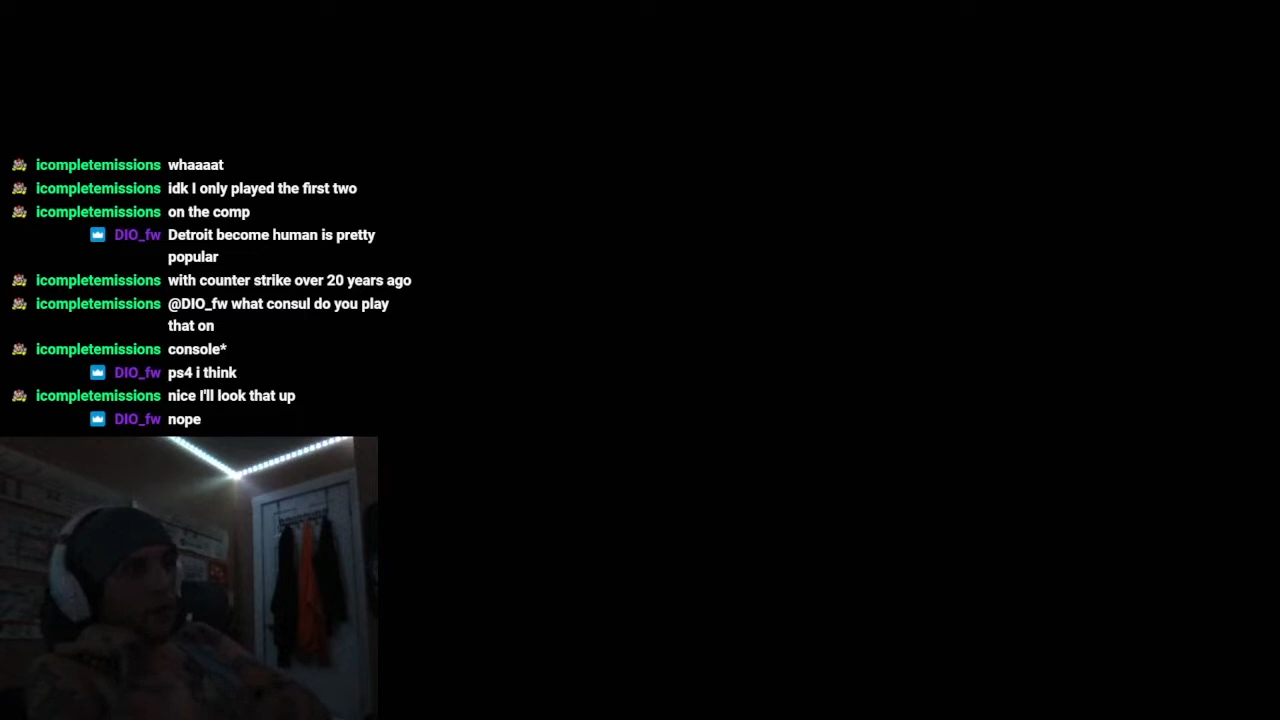 icompletemissions whaaaat
icompletemissions idk I only played the first two
icompletemissions on the comp
DIO_fw Detroit become human is pretty
popular
icompletemissions with counter strike over 20 years ago
icompletemissions @DIO_fw what consul do you play
that on
icompletemissions console*
DIO_fw ps4 i think
icompletemissions nice I'll look that up
DIO_fw nope